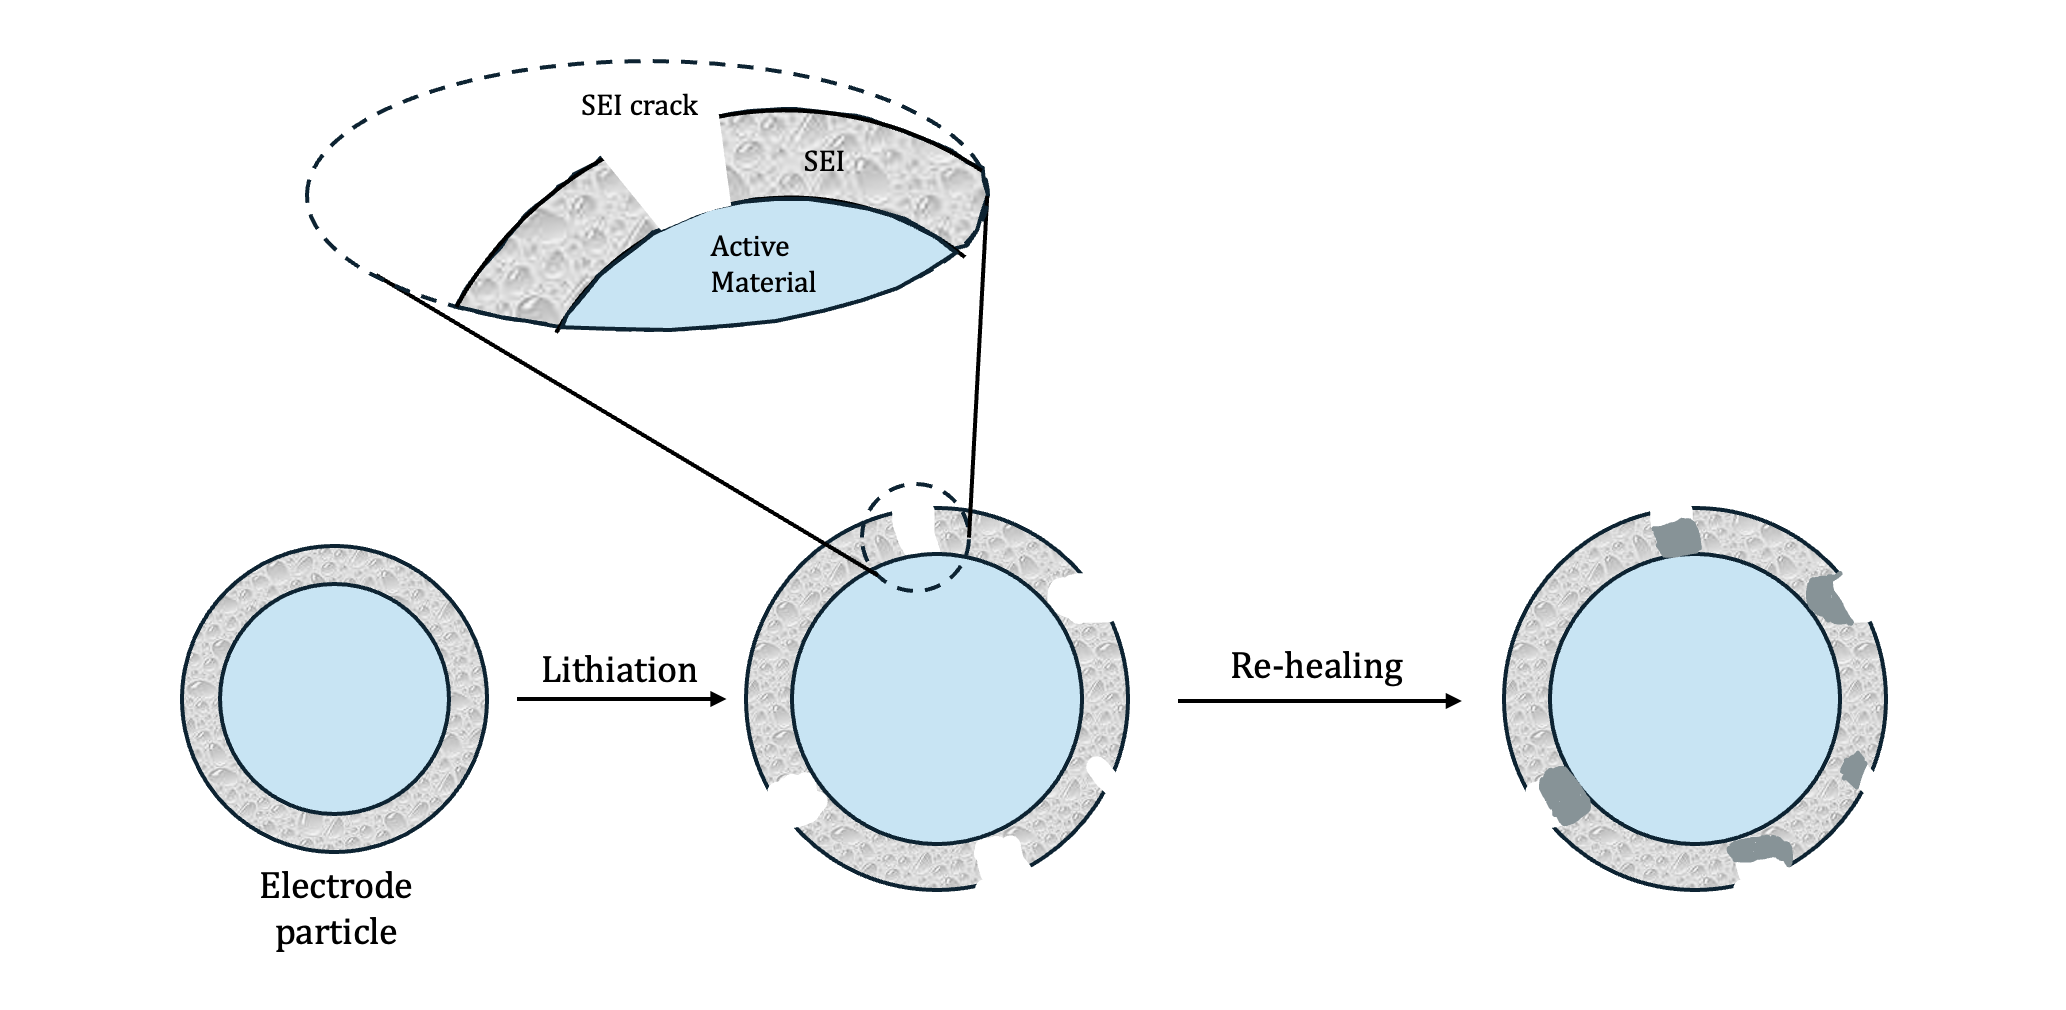 SEI crack
SEI
Active
Material
Lithiation
Re-healing
Electrode
particle